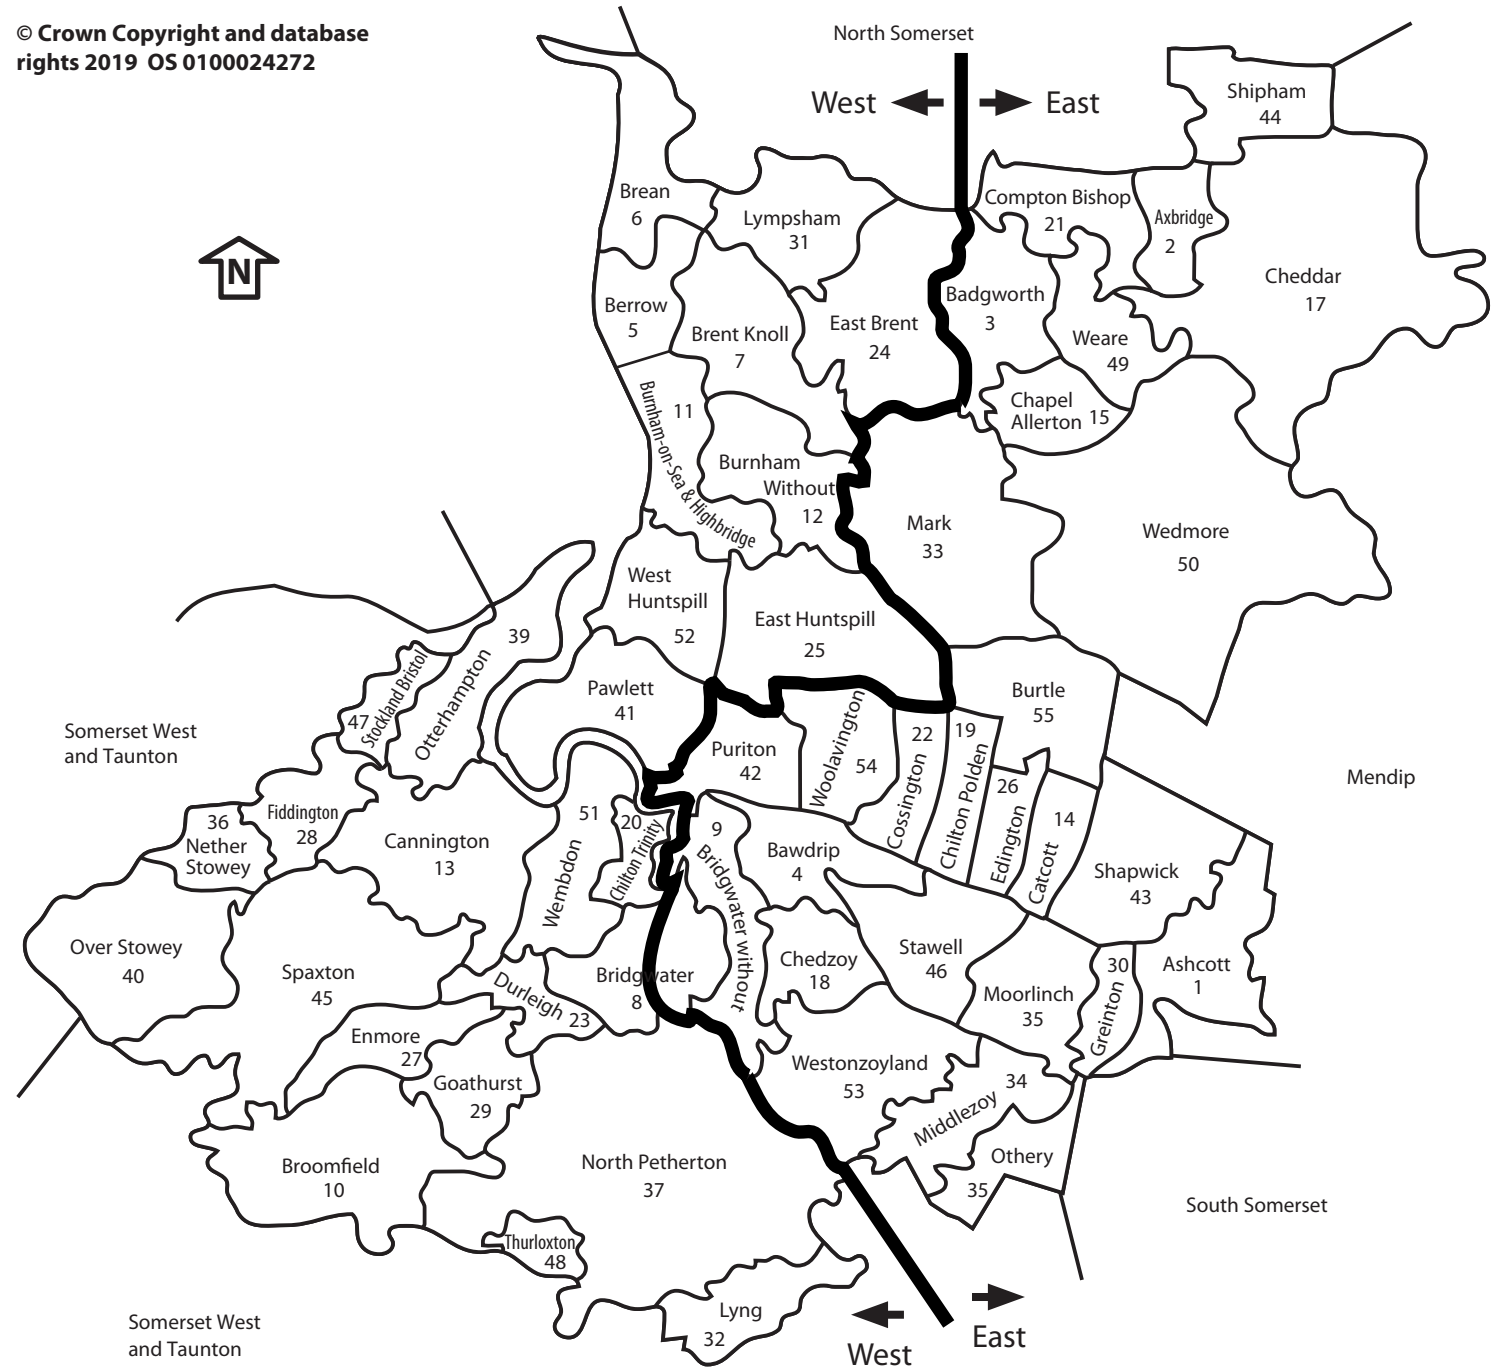 © Crown Copyright and database
rights 2019 OS 0100024272
North Somerset
West
East
Shipham
44
Brean
6
Lympsham
31
Compton Bishop
21
Axbridge
2
Cheddar
17
N
Berrow
5
Brent Knoll
7
East Brent
24
Badgworth
3
Weare
49
Burnham-on-Sea & Highbridge
11
Chapel
Allerton 15
Burnham
Without
12
Mark
33
Wedmore
50
West
Huntspill
52
East Huntspill
25
39
Otterhampton
Stockland Bristol
47
Pawlett
41
Burtle
55
Somerset West
and Taunton
Puriton
42
Woolavington
54
22
Cossington
19
Chilton Polden
26
Edington
14
Catcott
Mendip
36
Nether
Stowey
Fiddington
28
Cannington
13
51
Wembdon
20
Chilton Trinity
9
Bridgwater without
Bawdrip
4
Shapwick
43
Over Stowey
40
Spaxton
45
Durleigh 23
Bridgwater
8
Chedzoy
18
Stawell
46
Moorlinch
35
30
Greinton
Ashcott
1
Enmore
27
Goathurst
29
Westonzoyland
53
34
Middlezoy
Othery
35
Broomfield
10
North Petherton
37
South Somerset
Thurloxton
48
Lyng
32
Somerset West
and Taunton
West
East